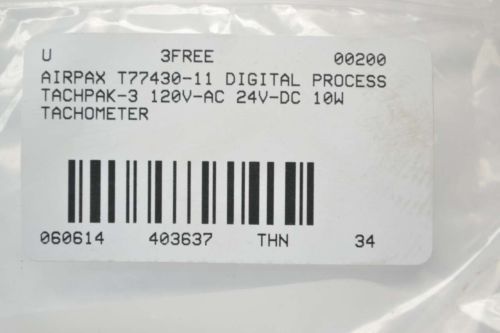 U 3FREE 00200
AIRPAX T77430-11 DIGITAL PROCESS
TACHPAK-3 120V-AC 24V-DC 10W
TACHOMETER
060614 403637 THN 34